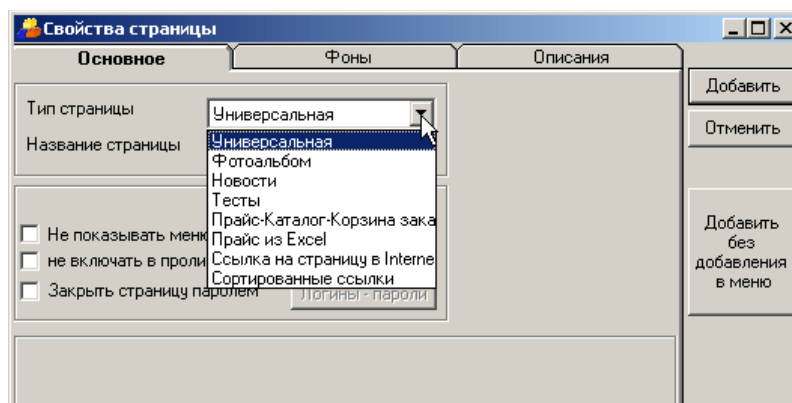 Свойства страницы
Основное
Фоны
Описания
Тип страницы
Универсальная
Название страницы
Универсальная
Фотоальбом
Новости
Тесты
Прайс-Каталог-Корзина зака
Прайс из Excel
Ссылка на страницу в Interne
Сортированные ссылки
Не показывать меню
не включать в проли
Закрыть страницу паролем
Логины - пароли
Добавить
Отменить
Добавить
без
добавления
в меню